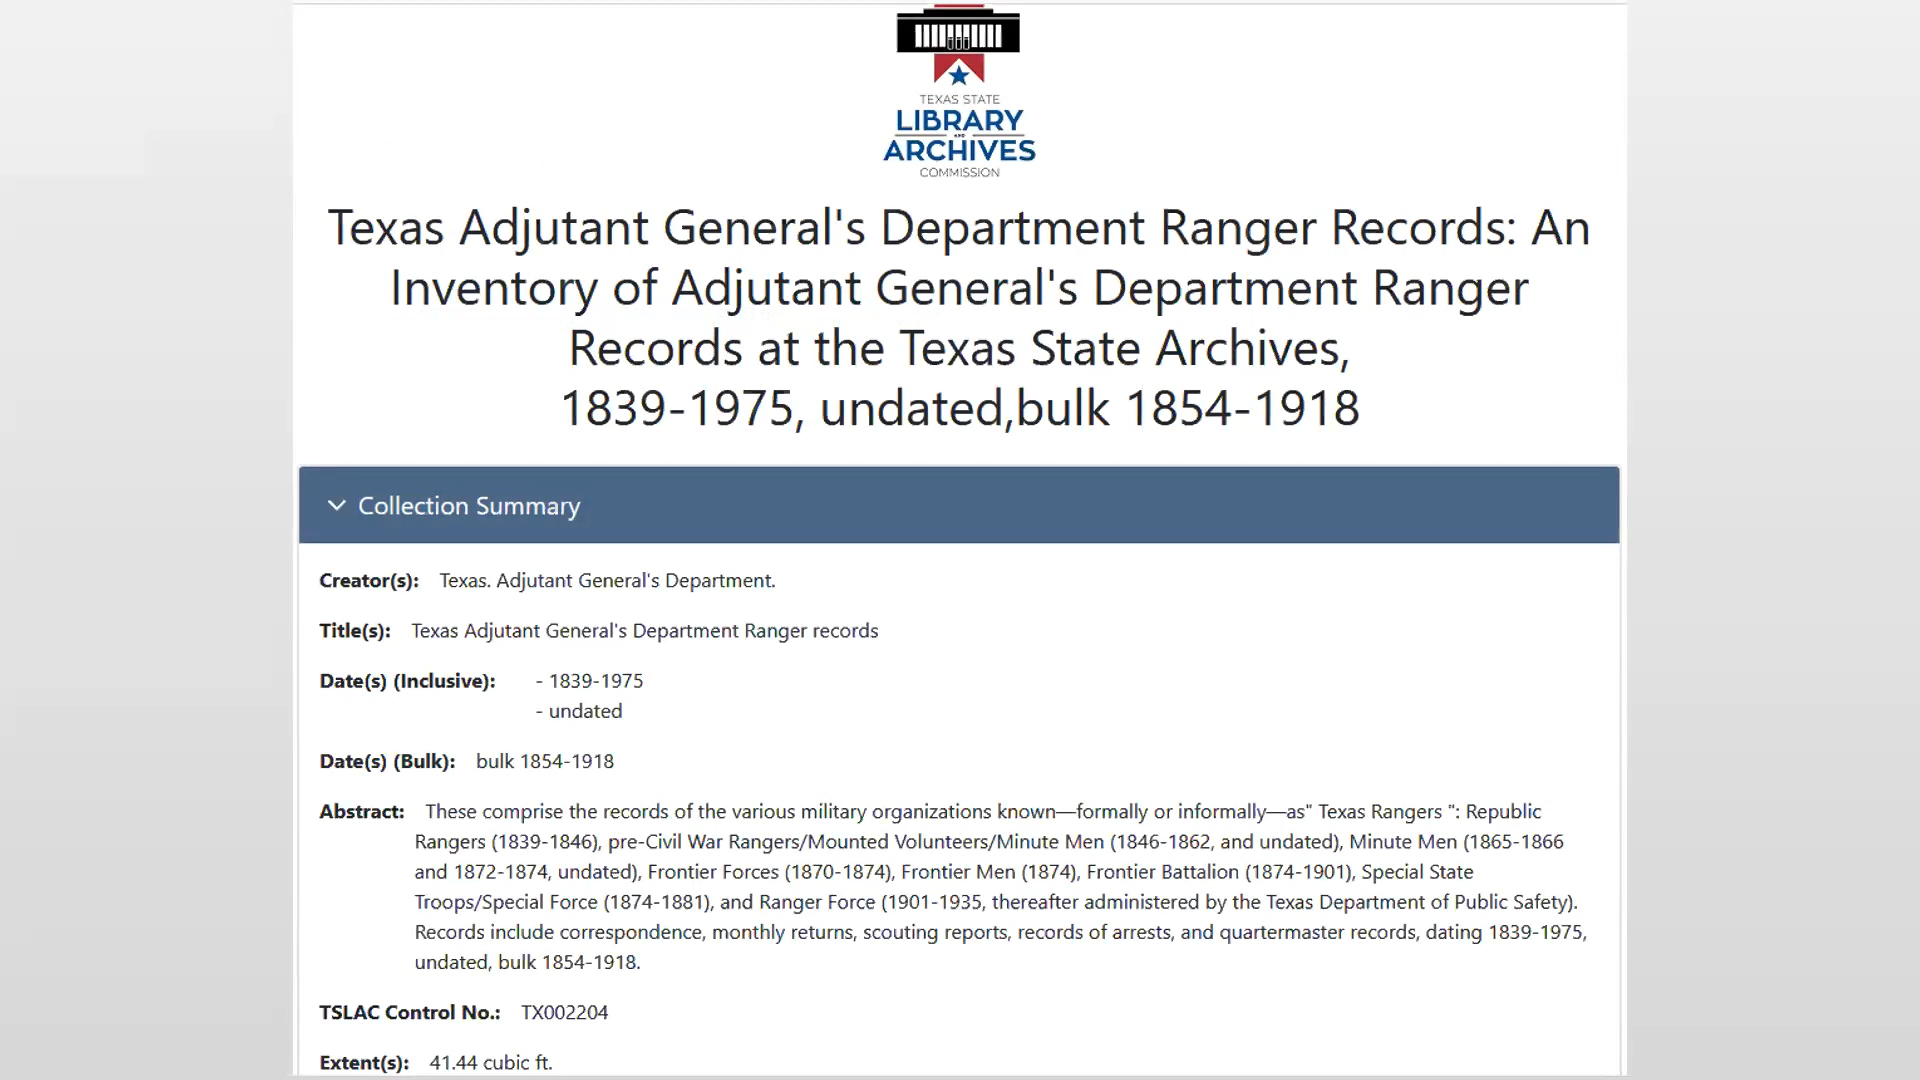 TEXAS STATE
LIBRARY
AND
ARCHIVES
COMMISSION
Texas Adjutant General's Department Ranger Records: An
Inventory of Adjutant General's Department Ranger
Records at the Texas State Archives,
1839-1975, undated,bulk 1854-1918
Collection Summary
Creator(s): Texas. Adjutant General's Department.
Title(s): Texas Adjutant General's Department Ranger records
Date(s) (Inclusive): - 1839-1975
- undated
Date(s) (Bulk): bulk 1854-1918
Abstract: These comprise the records of the various military organizations known—formally or informally—as" Texas Rangers ": Republic
Rangers (1839-1846), pre-Civil War Rangers/Mounted Volunteers/Minute Men (1846-1862, and undated), Minute Men (1865-1866
and 1872-1874, undated), Frontier Forces (1870-1874), Frontier Men (1874), Frontier Battalion (1874-1901), Special State
Troops/Special Force (1874-1881), and Ranger Force (1901-1935, thereafter administered by the Texas Department of Public Safety).
Records include correspondence, monthly returns, scouting reports, records of arrests, and quartermaster records, dating 1839-1975,
undated, bulk 1854-1918.
TSLAC Control No.: TX002204
Extent(s): 41.44 cubic ft.